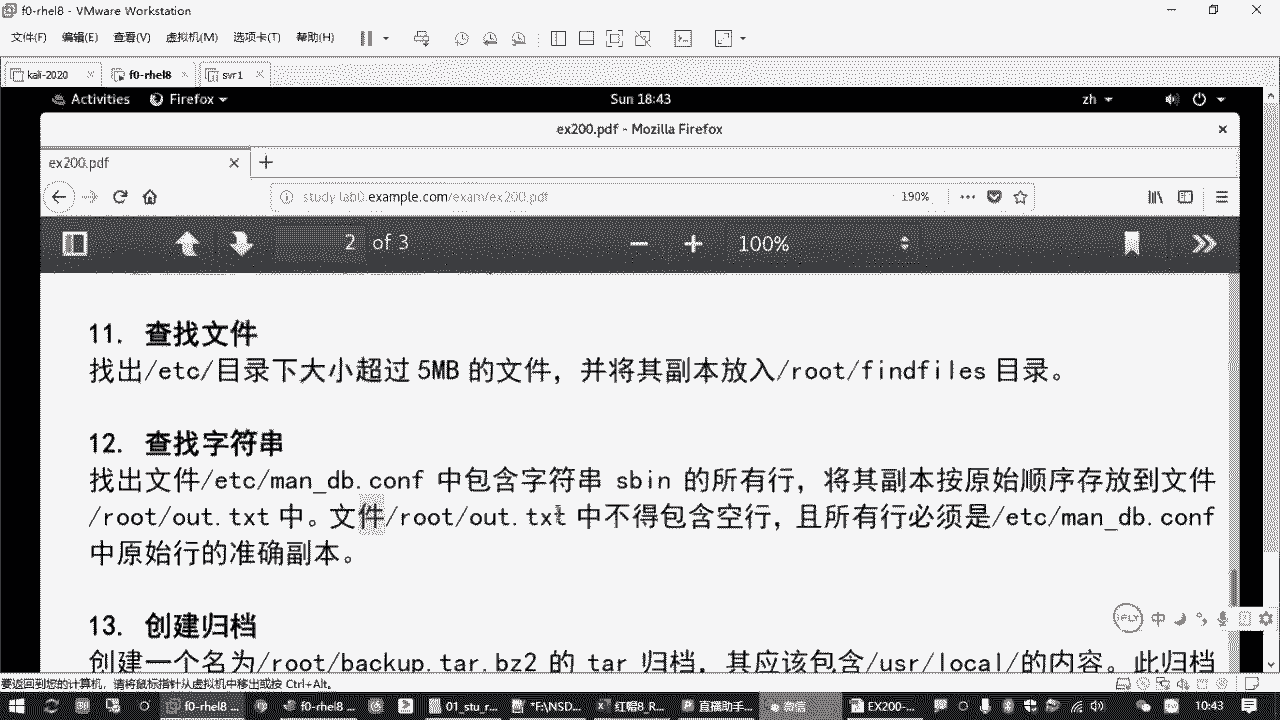 f0-rhel8 - VMware Workstation
文件(F) 编辑(E) 查看(V) 虚拟机(M) 选项卡(T) 帮助(H)
kali-2020 f0-rhel8 svr1
Activities Firefox Sun 18:43 zh
ex200.pdf - Mozilla Firefox
ex200.pdf
study.lab0.example.com/exam/ex200.pdf 190%
2 of 3 100%
11. 查找文件
找出/etc/目录下大小超过 5MB 的文件，并将其副本放入/root/findfiles 目录。
12. 查找字符串
找出文件/etc/man_db.conf 中包含字符串 sbin 的所有行，将其副本按原始顺序存放到文件
/root/out.txt 中。文件/root/out.txt 中不得包含空行，且所有行必须是/etc/man_db.conf
中原始行的准确副本。
13. 创建归档
创建一个名为/root/backup.tar.bz2 的 tar 归档，其应该包含/usr/local/的内容。此归档
iFLY 中
要返回到您的计算机，请将鼠标指针从虚拟机中移出或按 Ctrl+Alt。
f0-rhel8 ... f0-rhel8 ... 01_stu_r... *F:\NSD... 红帽8_R... 直播助手... 微信 EX200-... 10:43